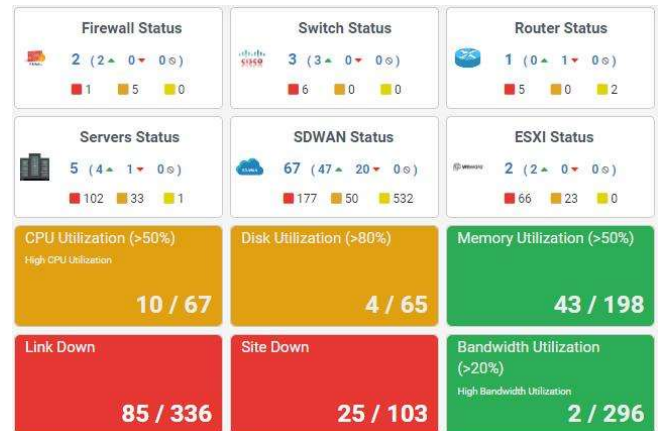 Firewall Status
2 (2▲ 0▼ 0⊘)
1 5 0
Switch Status
CISCO
3 (3▲ 0▼ 0⊘)
6 0 0
Router Status
1 (0▲ 1▼ 0⊘)
5 0 2
Servers Status
5 (4▲ 1▼ 0⊘)
102 33 1
SDWAN Status
67 (47▲ 20▼ 0⊘)
177 50 532
ESXI Status
vmware
2 (2▲ 0▼ 0⊘)
66 23 0
CPU Utilization (>50%)
High CPU Utilization
10 / 67
Disk Utilization (>80%)
4 / 65
Memory Utilization (>50%)
43 / 198
Link Down
85 / 336
Site Down
25 / 103
Bandwidth Utilization
(>20%)
High Bandwidth Utilization
2 / 296